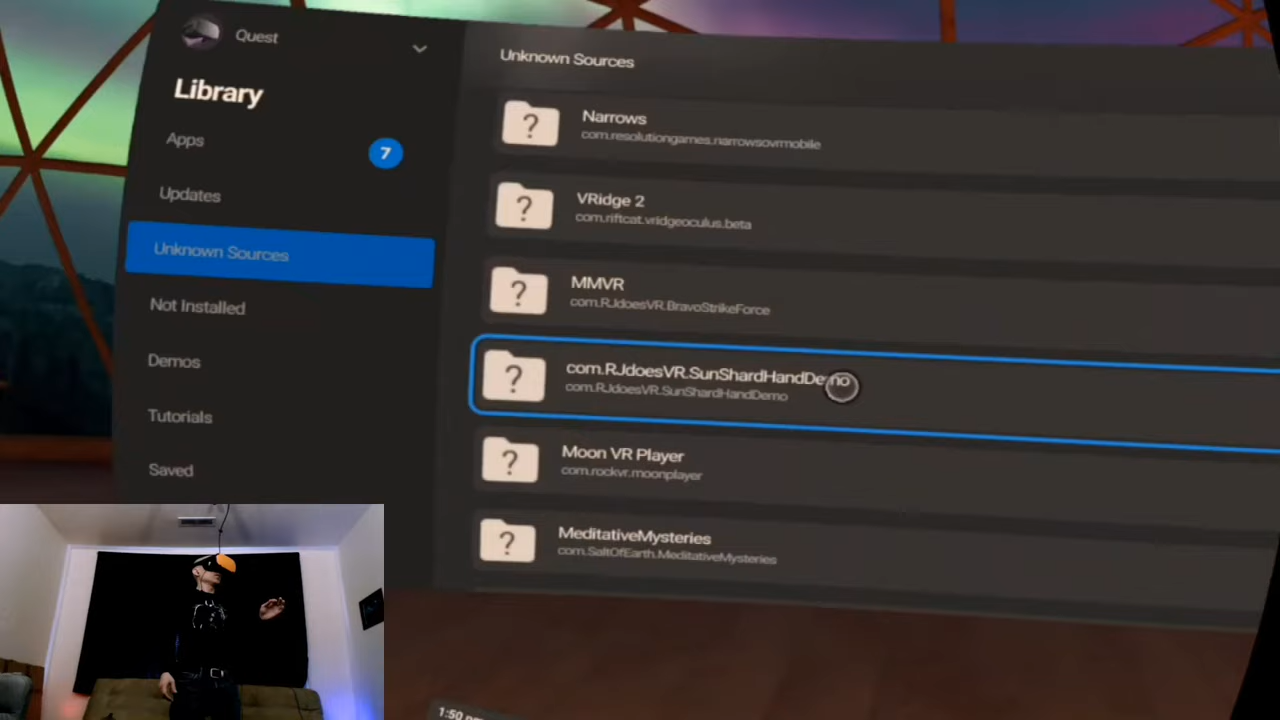 Quest
Library
Apps
7
Updates
Unknown Sources
Not Installed
Demos
Tutorials
Saved
Unknown Sources
Narrows
com.resolutiongames.narrowsovrmobile
VRidge 2
com.riftcat.vridgeoculus.beta
MMVR
com.RJdoesVR.BravoStrikeForce
com.RJdoesVR.SunShardHandDemo
com.RJdoesVR.SunShardHandDemo
Moon VR Player
com.rockvr.moonplayer
MeditativeMysteries
com.SaltOfEarth.MeditativeMysteries
1:50